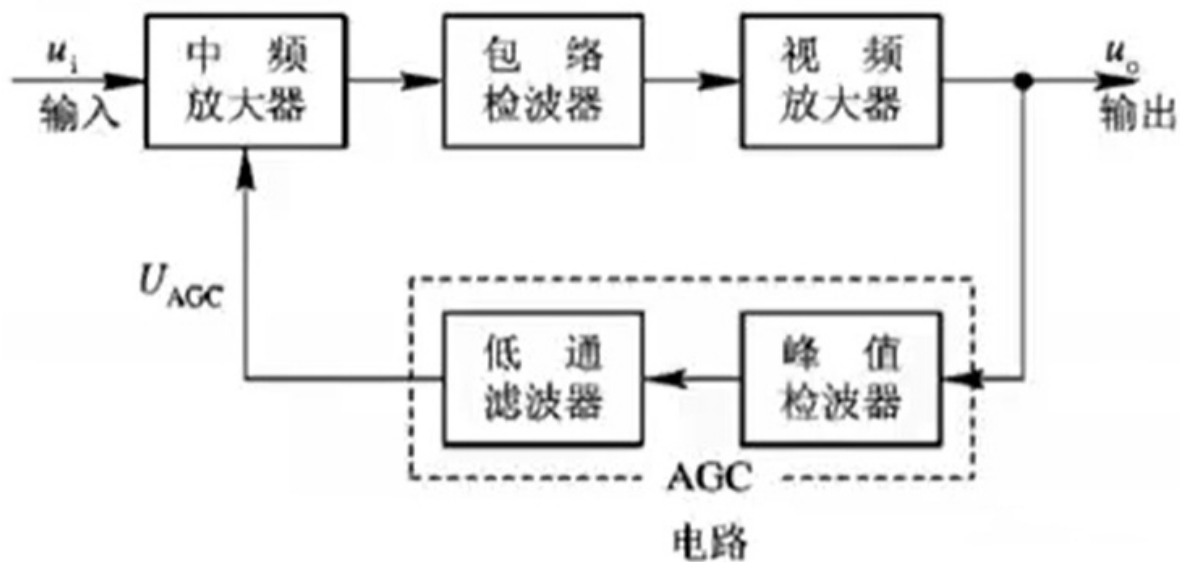 u_i
输入
中频
放大器
包络
检波器
视频
放大器
u_o
输出
U_AGC
低通
滤波器
峰值
检波器
AGC
电路